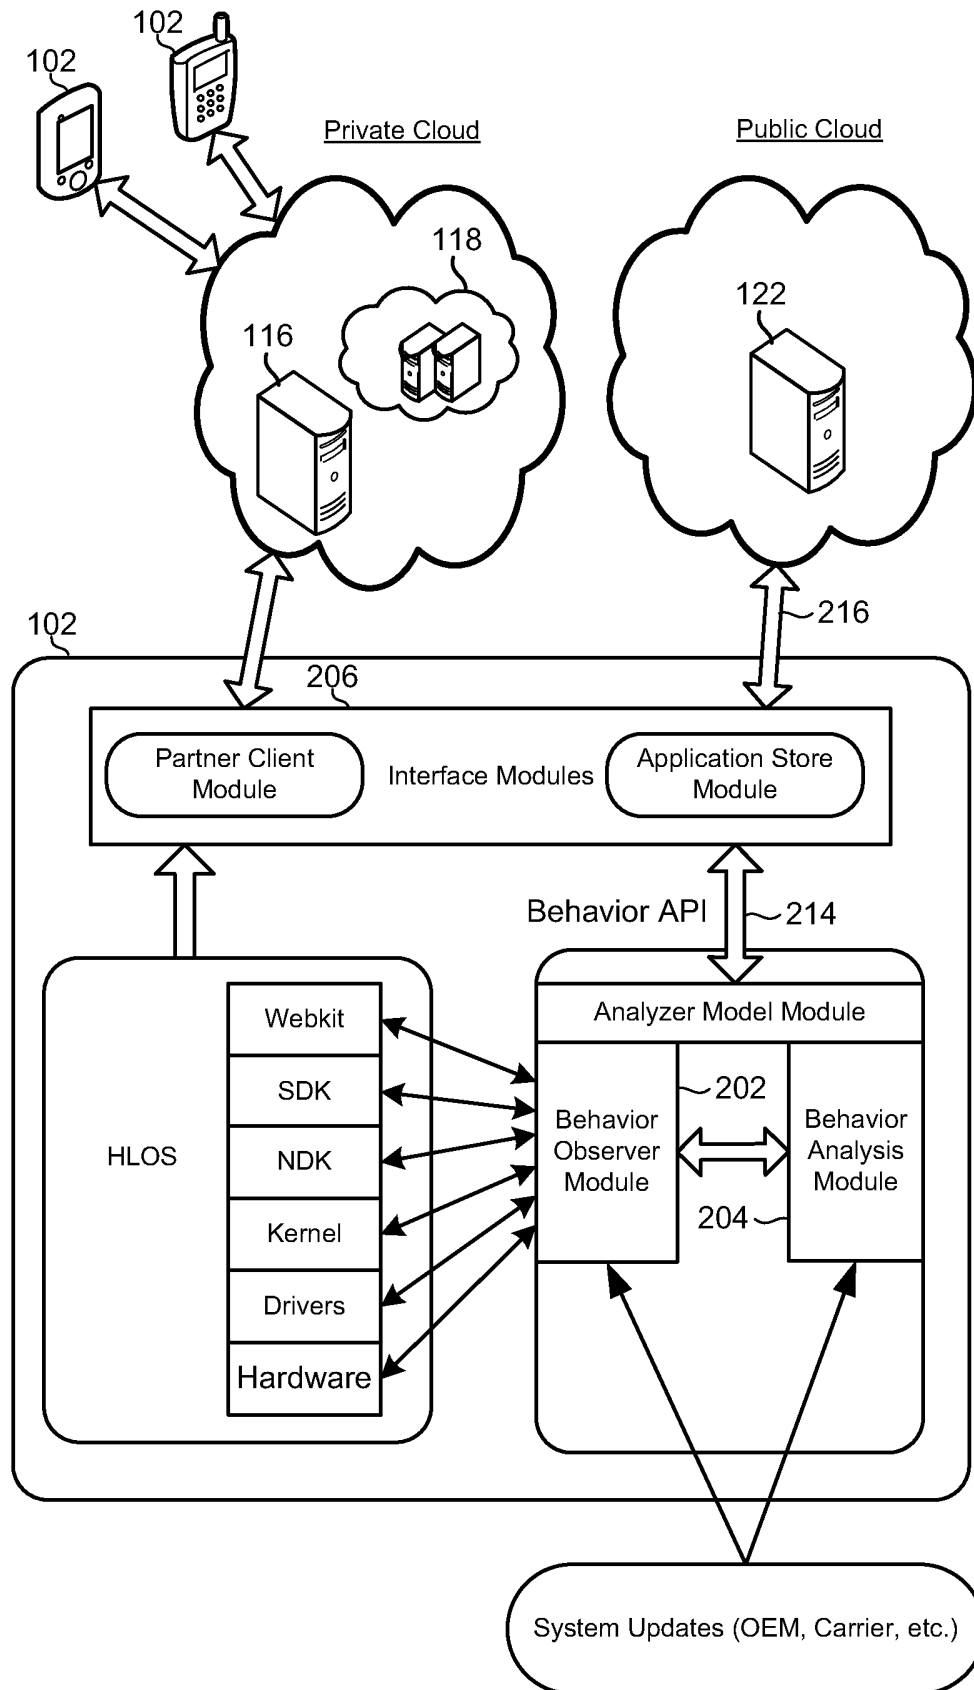 102
102
Private Cloud
Public Cloud
118
122
116
216
102
206
Partner Client
Module
Interface Modules
Application Store
Module
Behavior API
214
Analyzer Model Module
Webkit
SDK
NDK
Kernel
Drivers
Hardware
HLOS
202
Behavior
Observer
Module
Behavior
Analysis
Module
204
System Updates (OEM, Carrier, etc.)